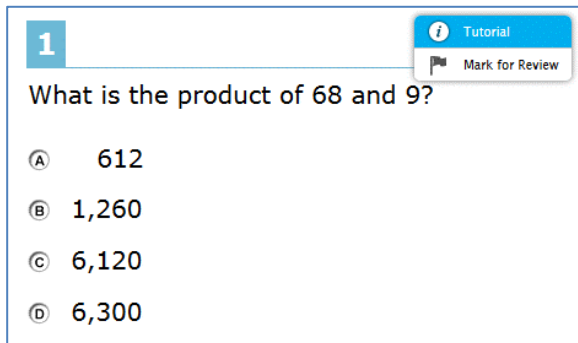 1
Tutorial
Mark for Review
What is the product of 68 and 9?
A 612
B 1,260
C 6,120
D 6,300